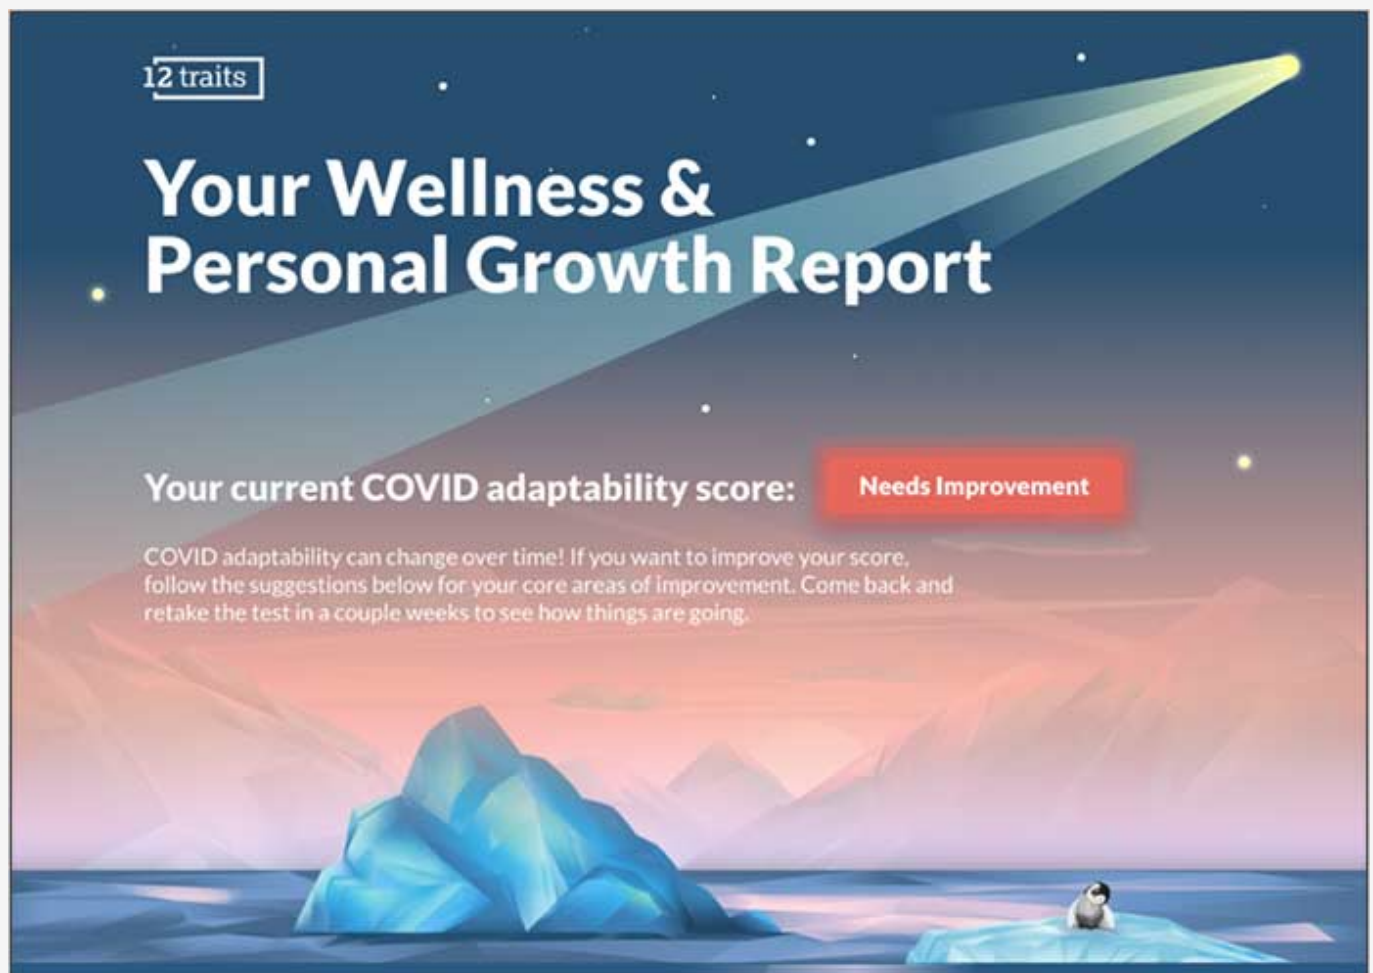 12 traits
Your Wellness &
Personal Growth Report
Your current COVID adaptability score:
Needs Improvement
COVID adaptability can change over time! If you want to improve your score,
follow the suggestions below for your core areas of improvement. Come back and
retake the test in a couple weeks to see how things are going.